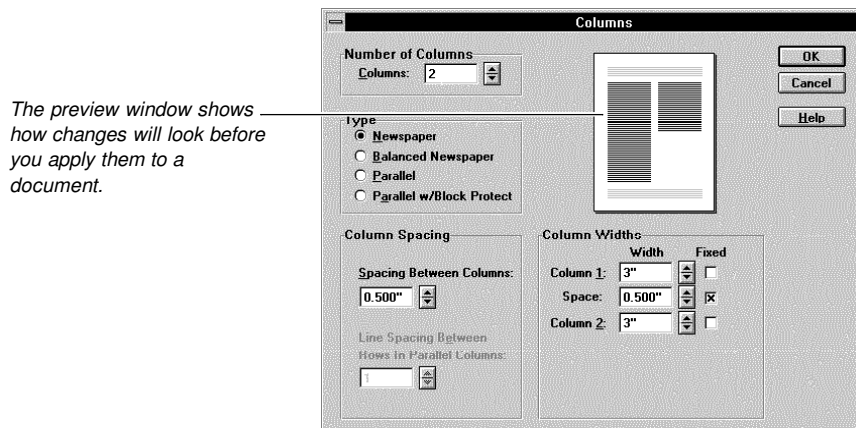 Columns
Number of Columns
Columns: 2
OK
Cancel
Help
The preview window shows
how changes will look before
you apply them to a
document.
Type
Newspaper
Balanced Newspaper
Parallel
Parallel w/Block Protect
Column Spacing
Spacing Between Columns:
0.500"
Line Spacing Between
Rows In Parallel Columns:
1
Column Widths
Width Fixed
Column 1: 3"
Space: 0.500"
Column 2: 3"